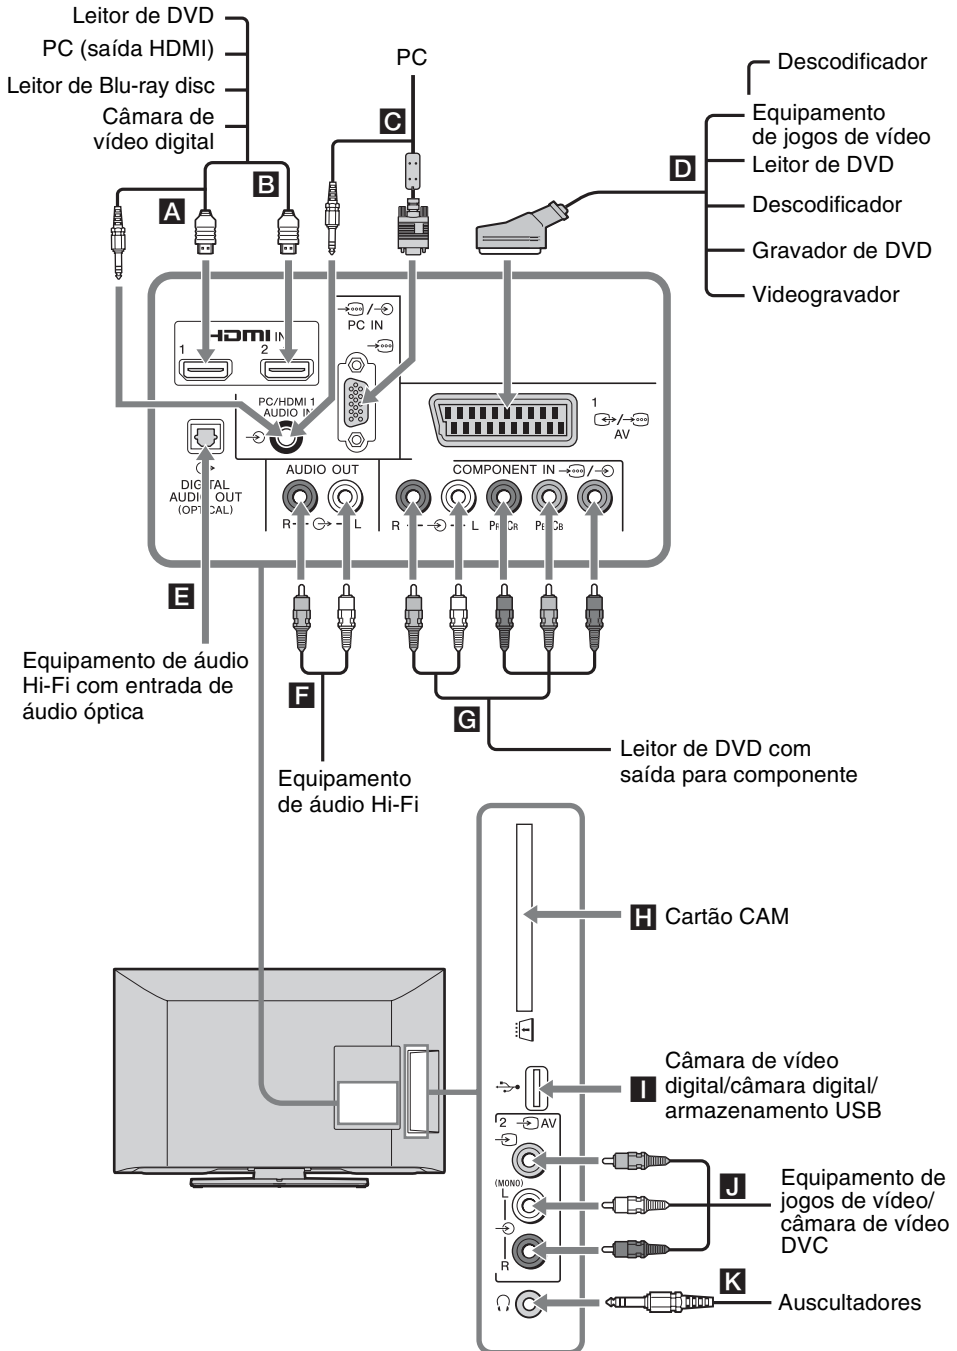 Leitor de DVD
PC (saída HDMI)
Leitor de Blu-ray disc
Câmara de
vídeo digital
PC
Descodificador
Equipamento
de jogos de vídeo
Leitor de DVD
Descodificador
Gravador de DVD
Videogravador
A
B
C
D
HDMI IN
1
2
PC IN
PC/HDMI 1
AUDIO IN
1
AV
DIGITAL
AUDIO OUT
(OPTICAL)
AUDIO OUT
R
L
COMPONENT IN
R
L
PR/CR
PB/CB
E
Equipamento de áudio
Hi-Fi com entrada de
áudio óptica
F
Equipamento
de áudio Hi-Fi
G
Leitor de DVD com
saída para componente
H Cartão CAM
I
Câmara de vídeo
digital/câmara digital/
armazenamento USB
2 AV
(MONO)
L
R
J
Equipamento de
jogos de vídeo/
câmara de vídeo
DVC
K
Auscultadores